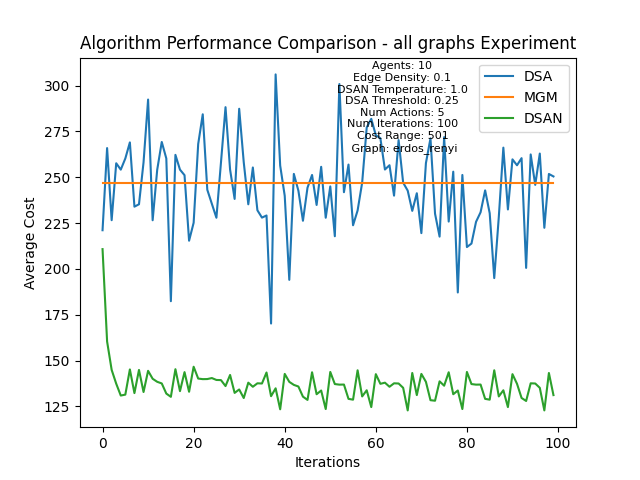 Algorithm Performance Comparison - all graphs Experiment
Agents: 10
Edge Density: 0.1
DSAN Temperature: 1.0
DSA Threshold: 0.25
Num Actions: 5
Num Iterations: 100
Cost Range: 501
Graph: erdos_renyi
DSA
MGM
DSAN
Average Cost
300
275
250
225
200
175
150
125
0
20
40
60
80
100
Iterations